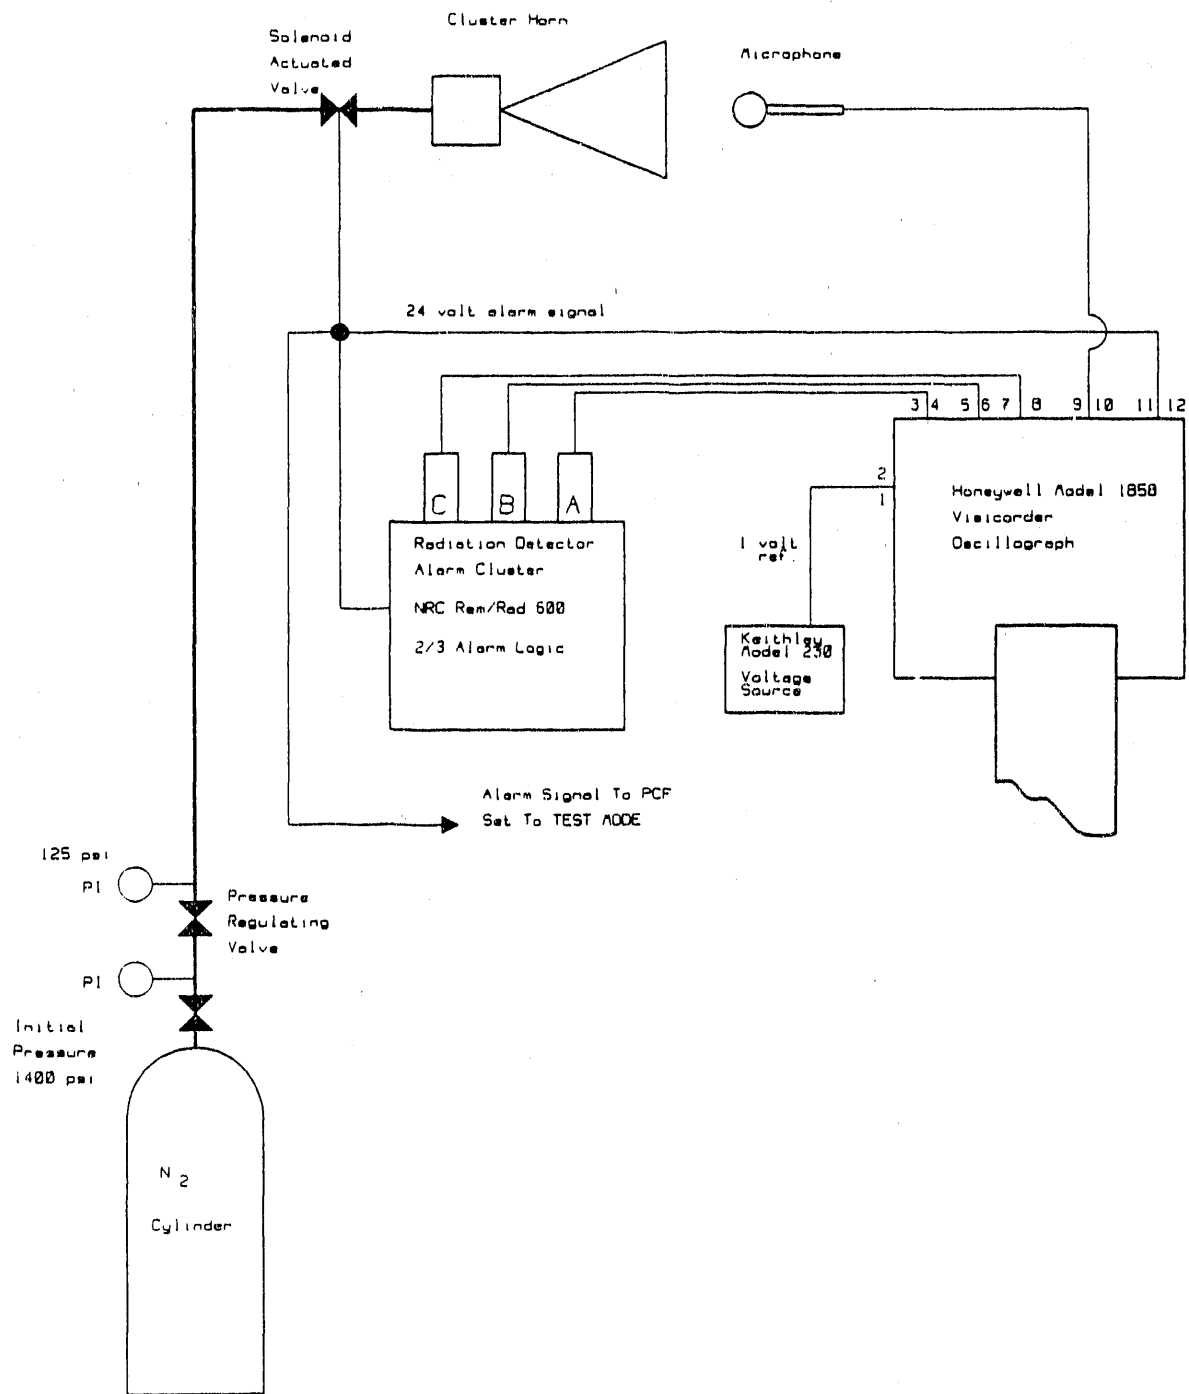 Cluster Horn
Solenoid
Actuated
Valve
Microphone
24 volt alarm signal
3 4 5 6 7 8 9 10 11 12
C B A
2
1
Honeywell Model 1850
Visicorder
Oscillograph
Radiation Detector
Alarm Cluster
NRC Rem/Rad 600
2/3 Alarm Logic
1 volt
ref.
Keithley
Model 230
Voltage
Source
Alarm Signal To PCF
Set To TEST MODE
125 psi
PI
Pressure
Regulating
Valve
PI
Initial
Pressure
1400 psi
N2
Cylinder